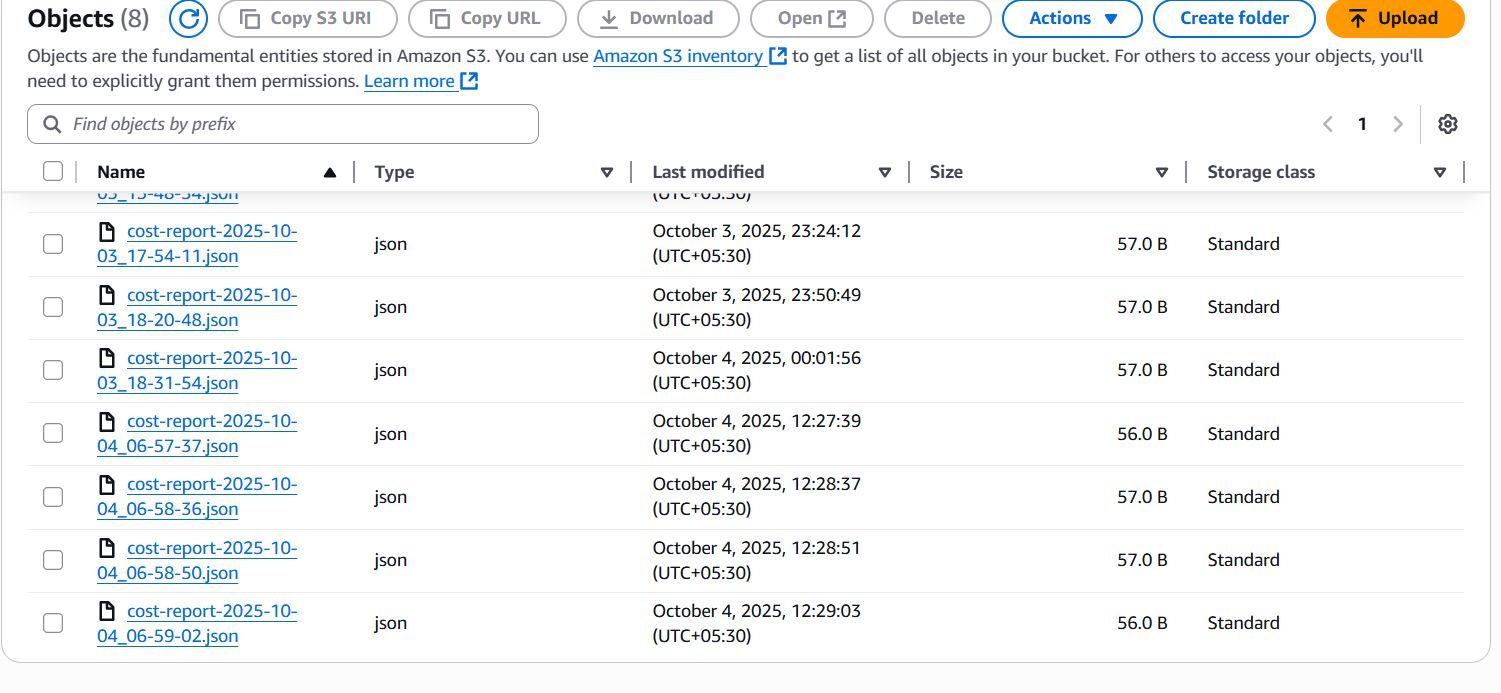 Objects (8) Copy S3 URI Copy URL Download Open Delete Actions Create folder Upload
Objects are the fundamental entities stored in Amazon S3. You can use Amazon S3 inventory to get a list of all objects in your bucket. For others to access your objects, you'll
need to explicitly grant them permissions. Learn more
Find objects by prefix 1
Name Type Last modified Size Storage class
03_15-48-54.json (UTC+05:30)
cost-report-2025-10- October 3, 2025, 23:24:12
json 57.0 B Standard
03_17-54-11.json (UTC+05:30)
cost-report-2025-10- October 3, 2025, 23:50:49
json 57.0 B Standard
03_18-20-48.json (UTC+05:30)
cost-report-2025-10- October 4, 2025, 00:01:56
json 57.0 B Standard
03_18-31-54.json (UTC+05:30)
cost-report-2025-10- October 4, 2025, 12:27:39
json 56.0 B Standard
04_06-57-37.json (UTC+05:30)
cost-report-2025-10- October 4, 2025, 12:28:37
json 57.0 B Standard
04_06-58-36.json (UTC+05:30)
cost-report-2025-10- October 4, 2025, 12:28:51
json 57.0 B Standard
04_06-58-50.json (UTC+05:30)
cost-report-2025-10- October 4, 2025, 12:29:03
json 56.0 B Standard
04_06-59-02.json (UTC+05:30)